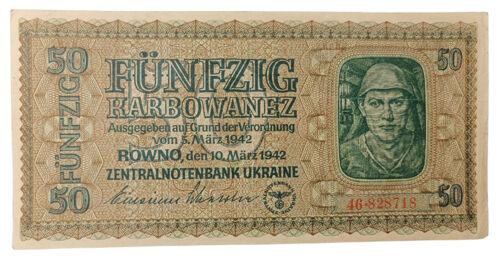 50
50
FÜNFZIG
KARBOWANEZ
Ausgegeben auf Grund der Verordnung
vom 5. März 1942
ROWNO, den 10. März 1942
ZENTRALNOTENBANK UKRAINE
FÜNFZIG
50
50
46·828718